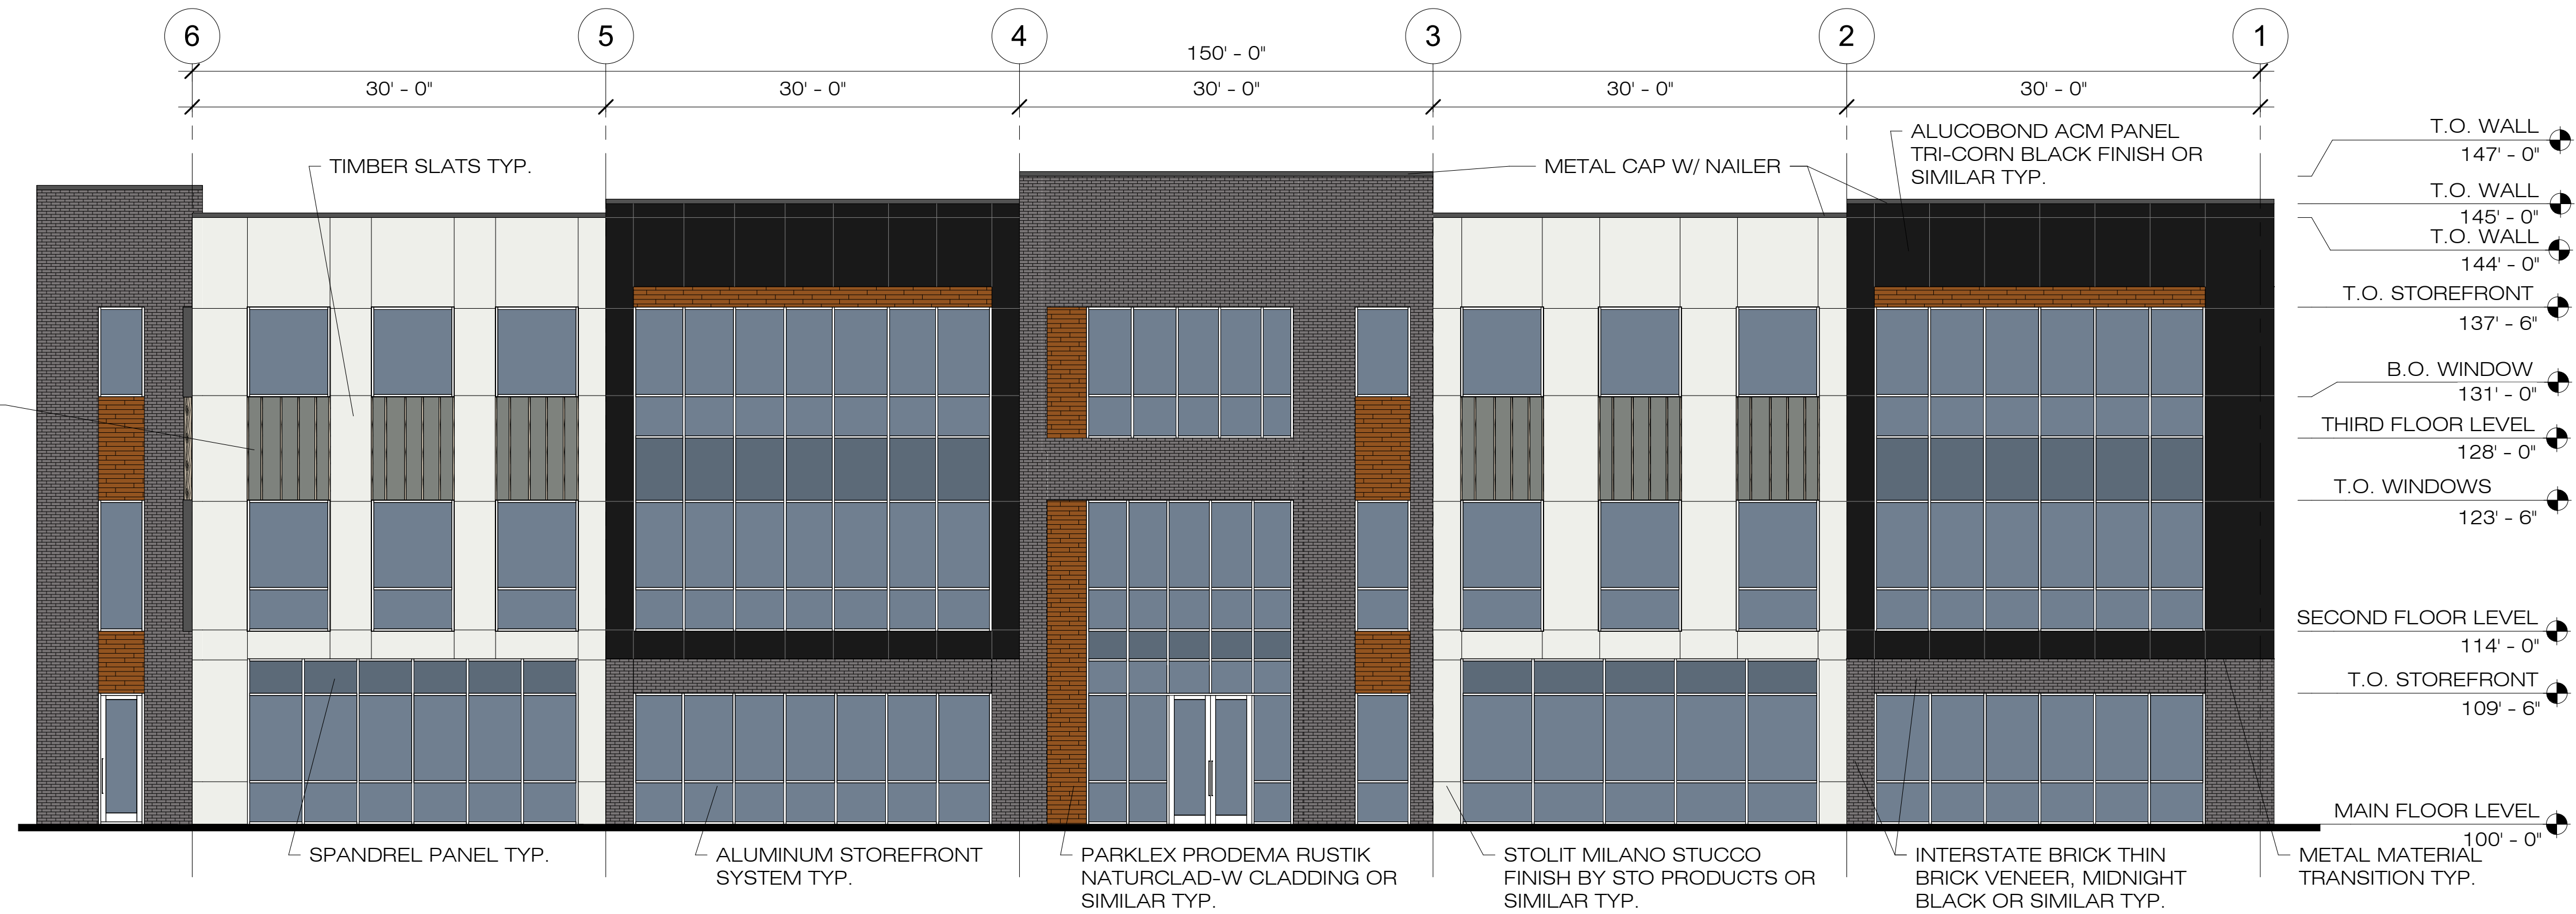 6
5
4
3
2
1
150' - 0"
30' - 0"
30' - 0"
30' - 0"
30' - 0"
30' - 0"
TIMBER SLATS TYP.
METAL CAP W/ NAILER
ALUCOBOND ACM PANEL
TRI-CORN BLACK FINISH OR
SIMILAR TYP.
T.O. WALL
147' - 0"
T.O. WALL
145' - 0"
T.O. WALL
144' - 0"
T.O. STOREFRONT
137' - 6"
B.O. WINDOW
131' - 0"
THIRD FLOOR LEVEL
128' - 0"
T.O. WINDOWS
123' - 6"
SECOND FLOOR LEVEL
114' - 0"
T.O. STOREFRONT
109' - 6"
MAIN FLOOR LEVEL
100' - 0"
SPANDREL PANEL TYP.
ALUMINUM STOREFRONT
SYSTEM TYP.
PARKLEX PRODEMA RUSTIK
NATURCLAD-W CLADDING OR
SIMILAR TYP.
STOLIT MILANO STUCCO
FINISH BY STO PRODUCTS OR
SIMILAR TYP.
INTERSTATE BRICK THIN
BRICK VENEER, MIDNIGHT
BLACK OR SIMILAR TYP.
METAL MATERIAL
TRANSITION TYP.